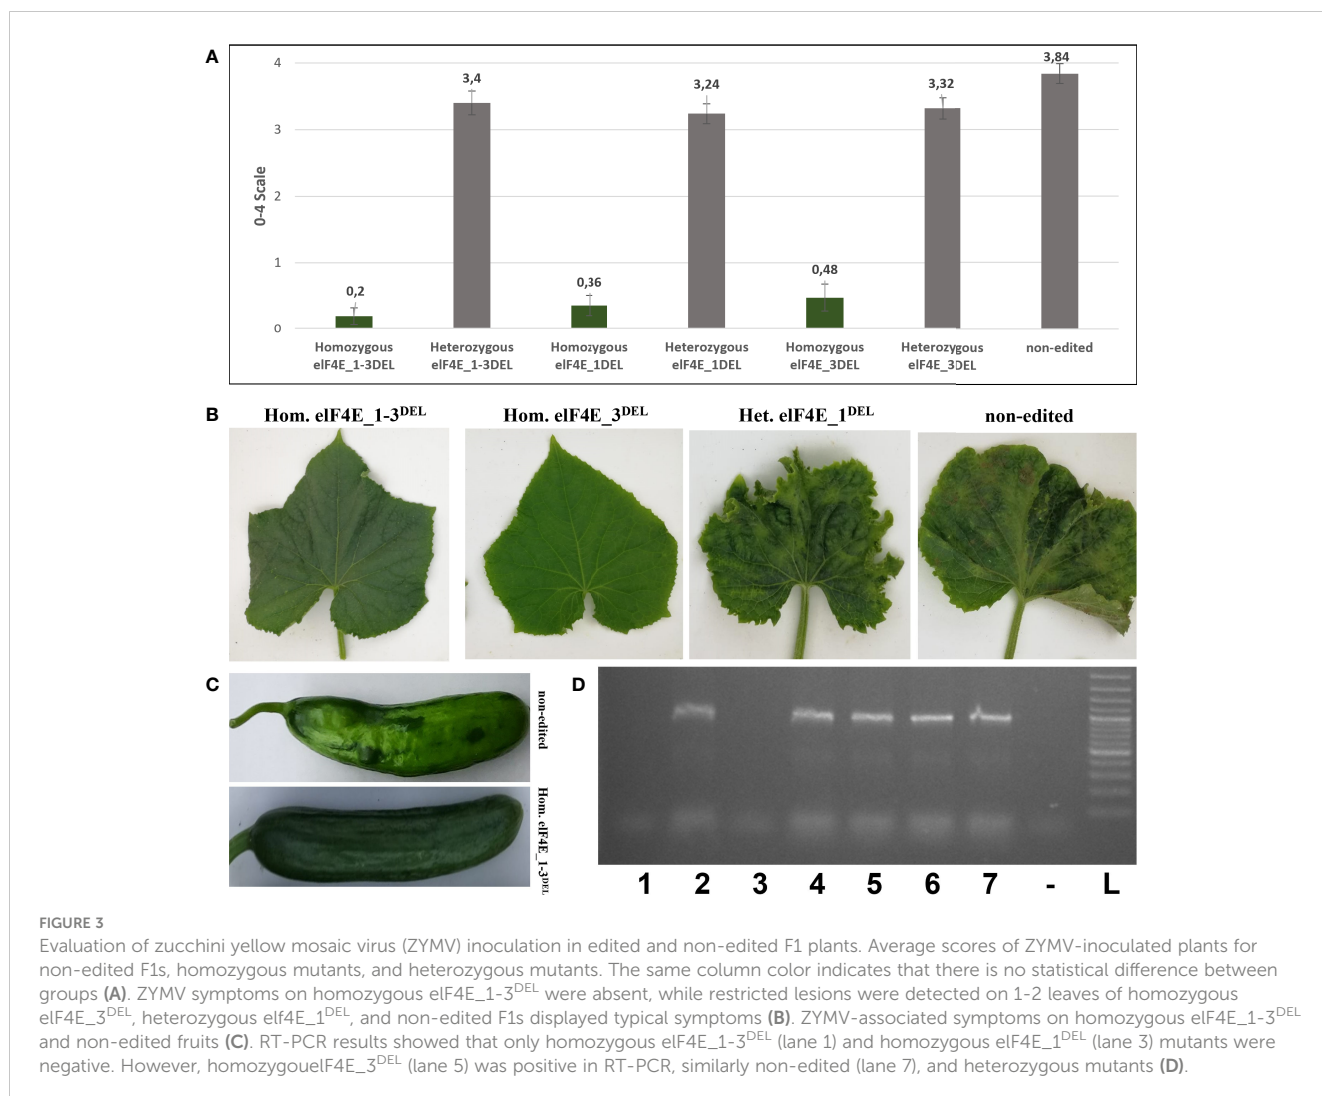 A
4
3
2
1
0
0-4 Scale
0,2
3,4
0,36
3,24
0,48
3,32
3,84
Homozygous
elF4E_1-3DEL
Heterozygous
elF4E_1-3DEL
Homozygous
elF4E_1DEL
Heterozygous
elF4E_1DEL
Homozygous
elF4E_3DEL
Heterozygous
elF4E_3DEL
non-edited
B
Hom. elF4E_1-3DEL
Hom. elF4E_3DEL
Het. elF4E_1DEL
non-edited
C
non-edited
Hom. elF4E_1-3DEL
D
1 2 3 4 5 6 7 - L
FIGURE 3
Evaluation of zucchini yellow mosaic virus (ZYMV) inoculation in edited and non-edited F1 plants. Average scores of ZYMV-inoculated plants for
non-edited F1s, homozygous mutants, and heterozygous mutants. The same column color indicates that there is no statistical difference between
groups (A). ZYMV symptoms on homozygous elF4E_1-3DEL were absent, while restricted lesions were detected on 1-2 leaves of homozygous
elF4E_3DEL, heterozygous elf4E_1DEL, and non-edited F1s displayed typical symptoms (B). ZYMV-associated symptoms on homozygous elF4E_1-3DEL
and non-edited fruits (C). RT-PCR results showed that only homozygous elF4E_1-3DEL (lane 1) and homozygous elF4E_1DEL (lane 3) mutants were
negative. However, homozygouelF4E_3DEL (lane 5) was positive in RT-PCR, similarly non-edited (lane 7), and heterozygous mutants (D).